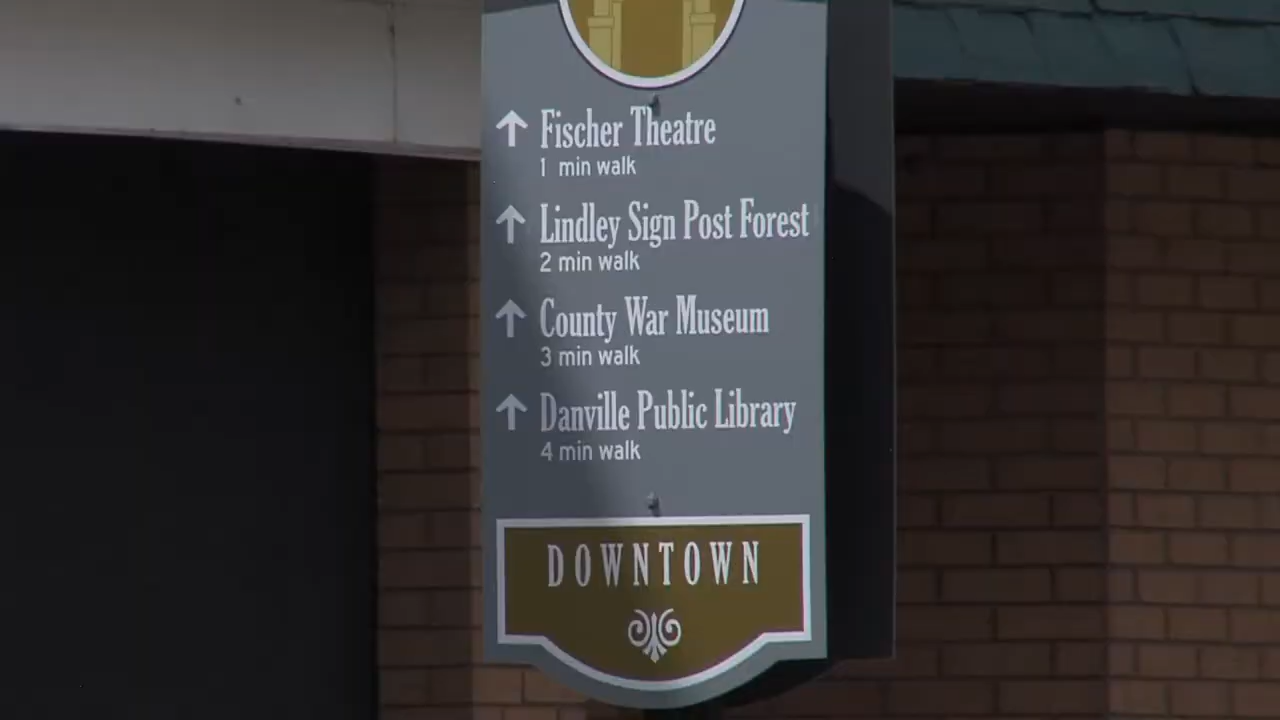 Fischer Theatre
1 min walk
Lindley Sign Post Forest
2 min walk
County War Museum
3 min walk
Danville Public Library
4 min walk
DOWNTOWN